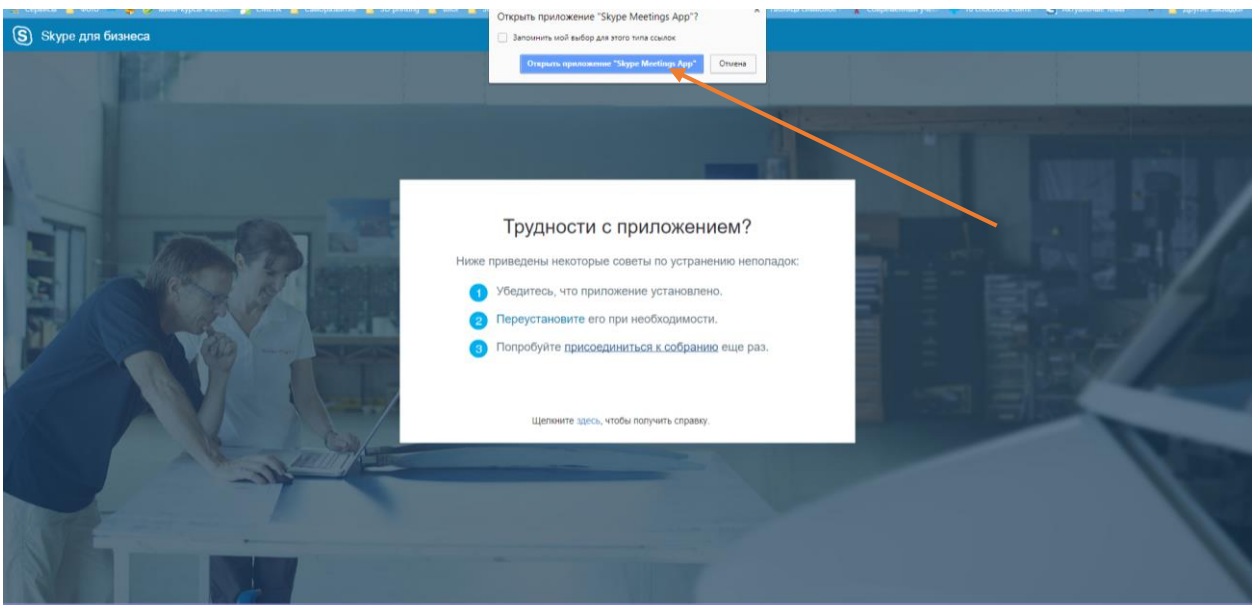 Открыть приложение "Skype Meetings App"?
Skype для бизнеса
Запомнить мой выбор для этого типа ссылок
Открыть приложение "Skype Meetings App"
Отмена
Трудности с приложением?
Ниже приведены некоторые советы по устранению неполадок:
1 Убедитесь, что приложение установлено.
2 Переустановите его при необходимости.
3 Попробуйте присоединиться к собранию еще раз.
Щелкните здесь, чтобы получить справку.